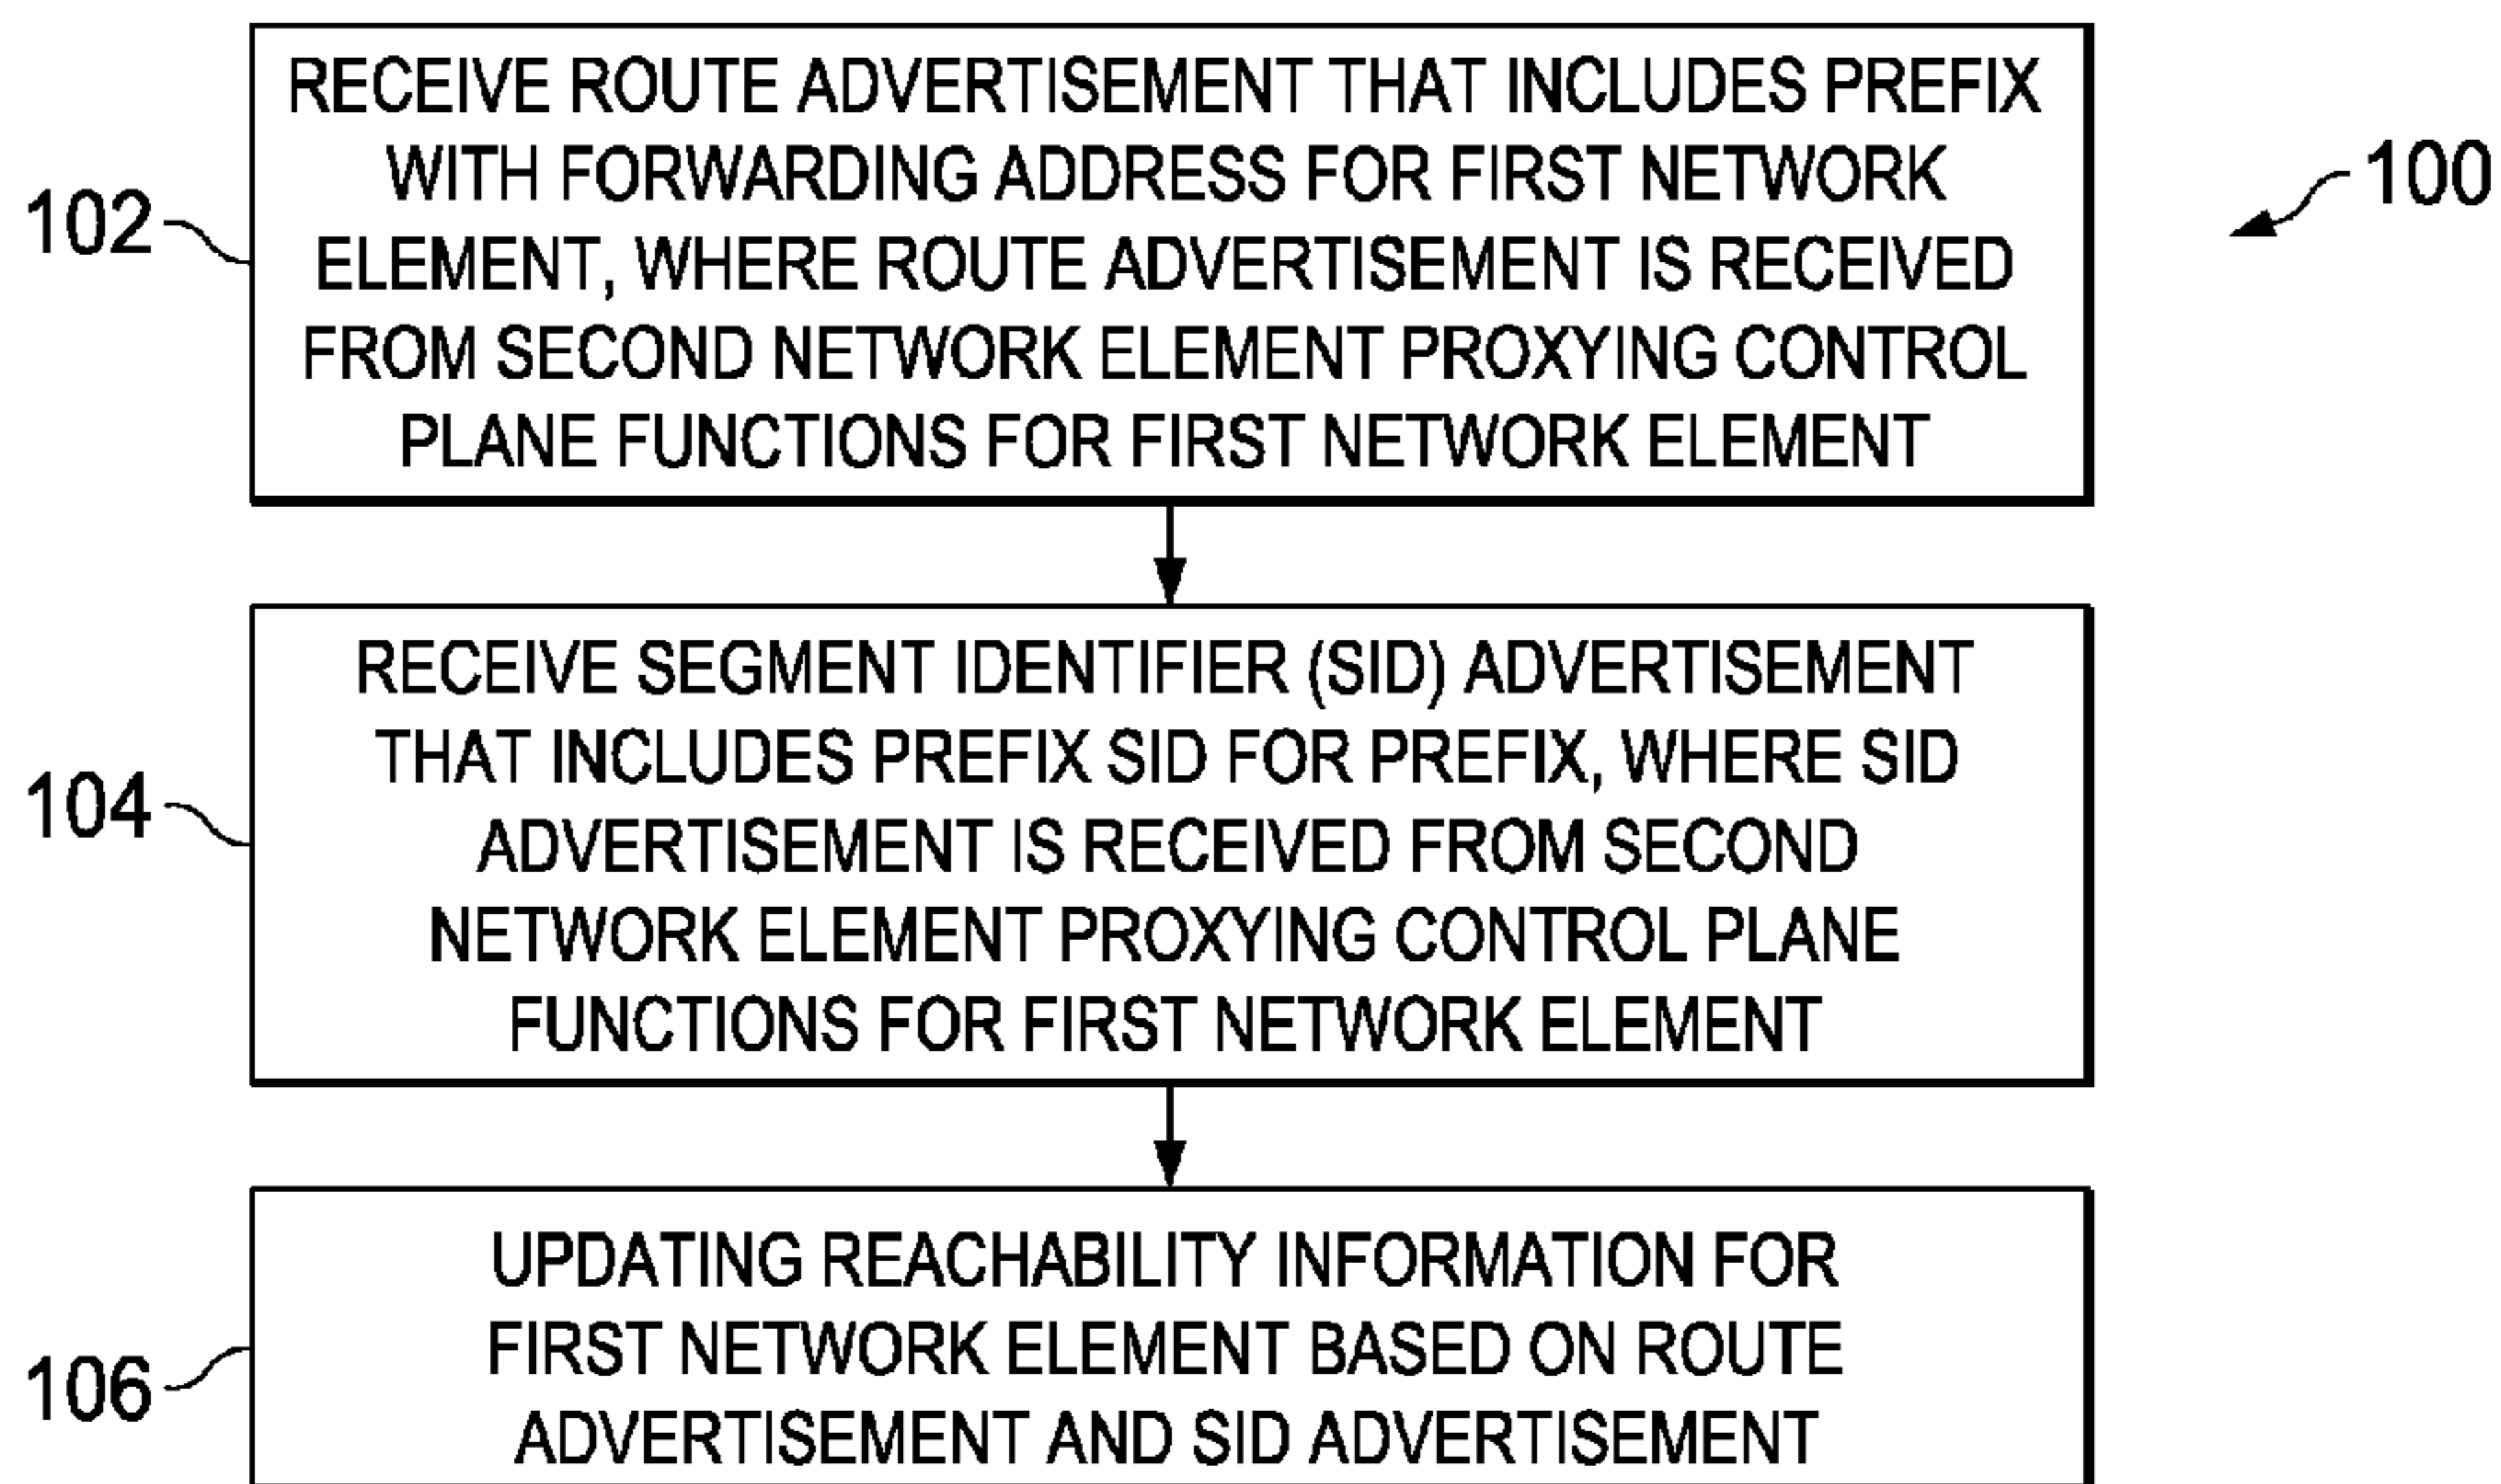 RECEIVE ROUTE ADVERTISEMENT THAT INCLUDES PREFIX
WITH FORWARDING ADDRESS FOR FIRST NETWORK
ELEMENT, WHERE ROUTE ADVERTISEMENT IS RECEIVED
FROM SECOND NETWORK ELEMENT PROXYING CONTROL
PLANE FUNCTIONS FOR FIRST NETWORK ELEMENT
102
100
RECEIVE SEGMENT IDENTIFIER (SID) ADVERTISEMENT
THAT INCLUDES PREFIX SID FOR PREFIX, WHERE SID
ADVERTISEMENT IS RECEIVED FROM SECOND
NETWORK ELEMENT PROXYING CONTROL PLANE
FUNCTIONS FOR FIRST NETWORK ELEMENT
104
UPDATING REACHABILITY INFORMATION FOR
FIRST NETWORK ELEMENT BASED ON ROUTE
ADVERTISEMENT AND SID ADVERTISEMENT
106